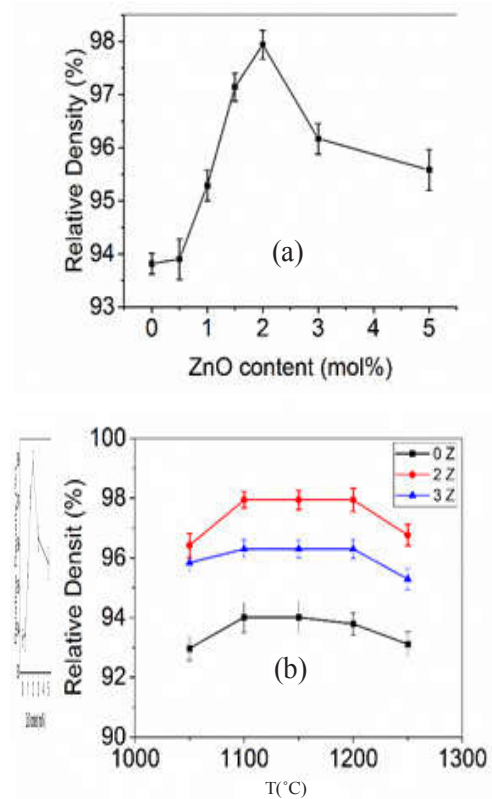 98
97
96
95
94
93
Relative Density (%)
(a)
0 1 2 3 4 5
ZnO content (mol%)
100
98
96
94
92
90
Relative Densit (%)
0 Z
2 Z
3 Z
(b)
1000 1100 1200 1300
T(°C)